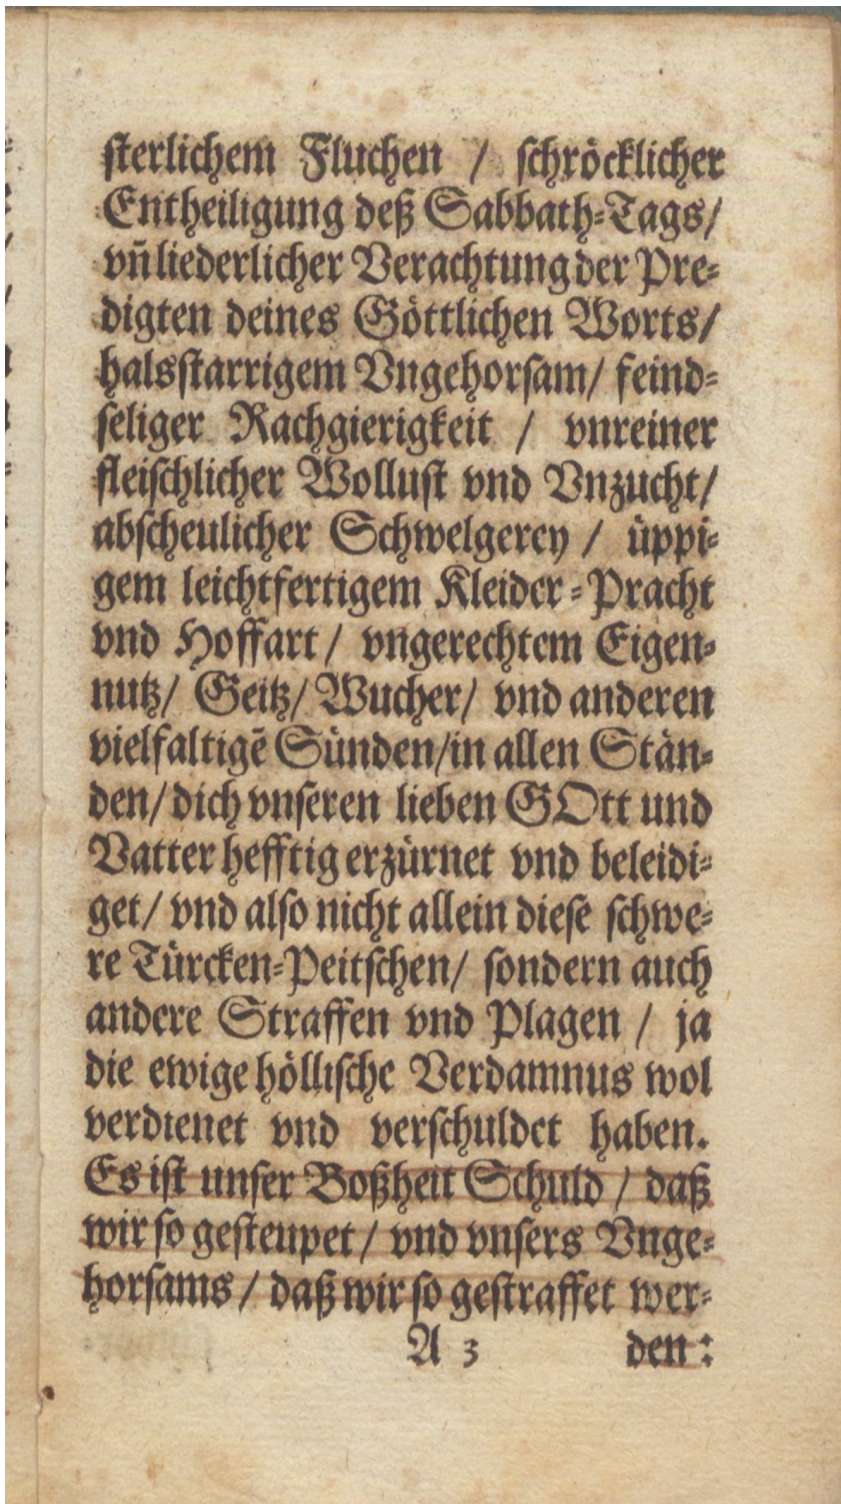 sterlichem Fluchen / schröcklicher
Entheiligung deß Sabbath-Tags/
vñ liederlicher Verachtung der Pre-
digten deines Göttlichen Worts/
halsstarrigem Vngehorsam/ feind-
seliger Rachgierigkeit / vnreiner
fleischlicher Wollust vnd Vnzucht/
abscheulicher Schwelgerey / üppi-
gem leichtfertigem Kleider-Pracht
vnd Hoffart / vngerechtem Eigen-
nutz/ Geitz/ Wucher/ vnd anderen
vielfaltigẽ Sünden/in allen Stän-
den/dich vnseren lieben GOtt und
Vatter hefftig erzürnet vnd beleidi-
get/ vnd also nicht allein diese schwe-
re Türcken-Peitschen/ sondern auch
andere Straffen vnd Plagen / ja
die ewige höllische Verdamnus wol
verdienet vnd verschuldet haben.
Es ist unser Boßheit Schuld / daß
wir so gesteupet / vnd vnsers Vnge-
horsams / daß wir so gestraffet wer-
A 3 den: